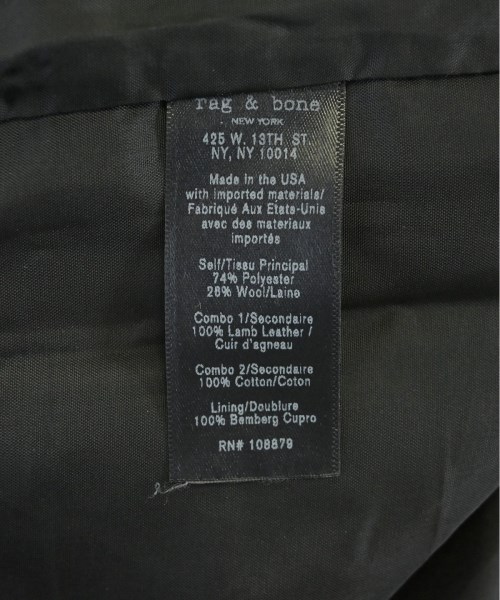 rag & bone
NEW YORK
425 W. 13TH ST.
NY, NY 10014
Made in the USA
with imported materials/
Fabriqué Aux Etats-Unis
avec des materiaux
importés
Self/Tissu Principal
74% Polyester
26% Wool/Laine
Combo 1/Secondaire
100% Lamb Leather /
Cuir d'agneau
Combo 2/Secondaire
100% Cotton/Coton
Lining/Doublure
100% Bemberg Cupro
RN# 108879